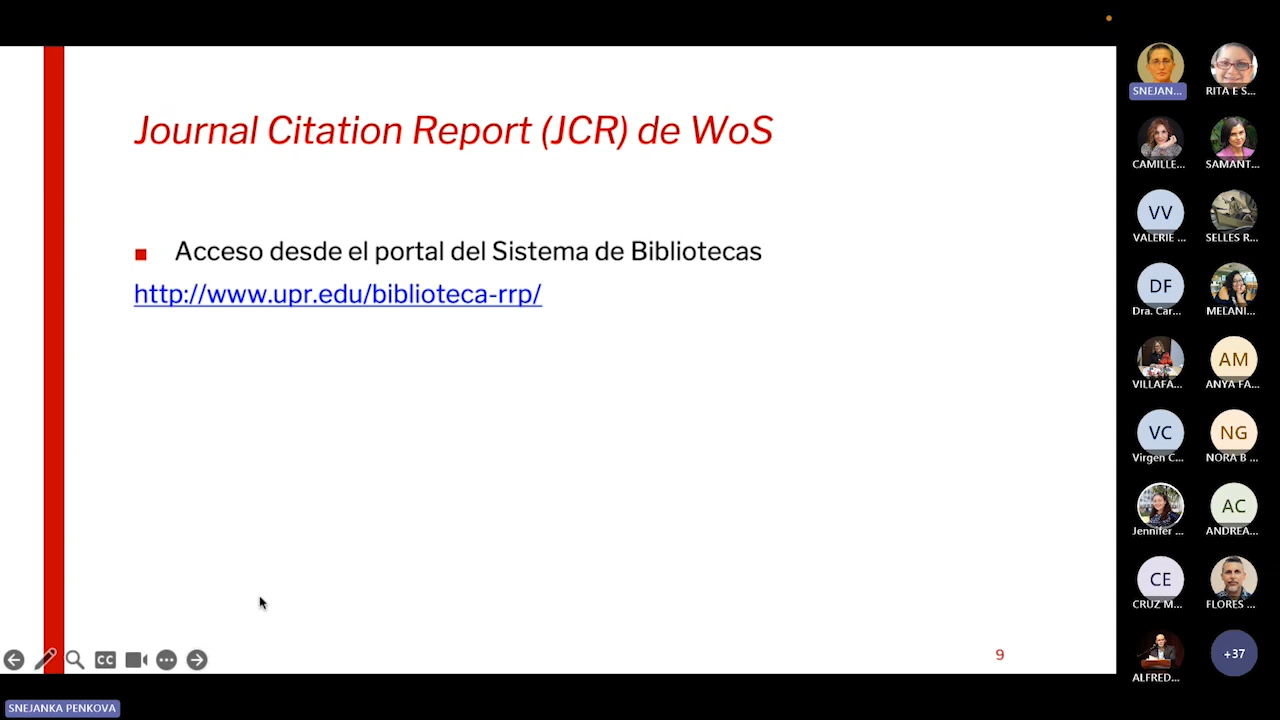 Journal Citation Report (JCR) de WoS
Acceso desde el portal del Sistema de Bibliotecas
http://www.upr.edu/biblioteca-rrp/
9
CC
SNEJAN...
RITA E S...
CAMILLE...
SAMANT...
VV
VALERIE ...
SELLES R...
DF
Dra. Car...
MELANI...
VILLAFA...
AM
ANYA FA...
VC
Virgen C...
NG
NORA B ...
Jennifer ...
AC
ANDREA...
CE
CRUZ M...
FLORES ...
ALFRED...
+37
SNEJANKA PENKOVA